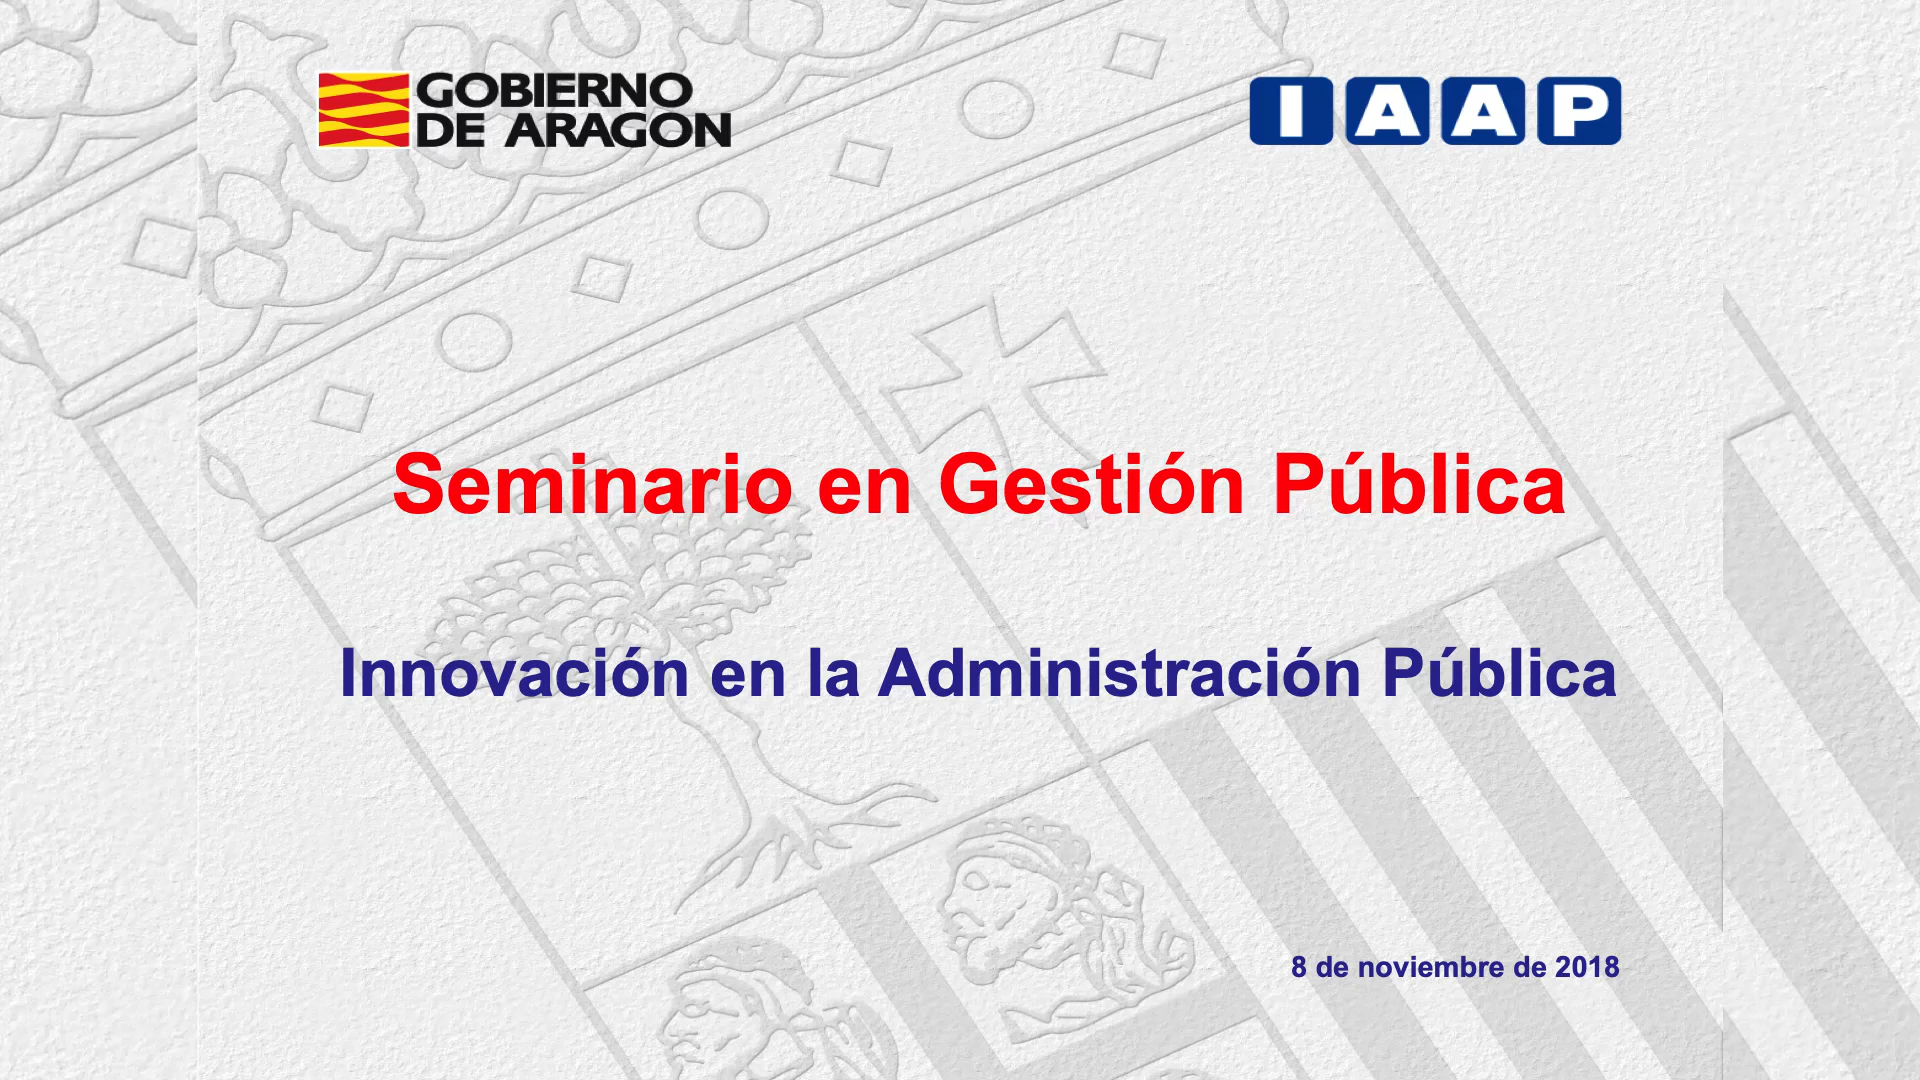 GOBIERNO
DE ARAGON
IAAP
Seminario en Gestión Pública
Innovación en la Administración Pública
8 de noviembre de 2018